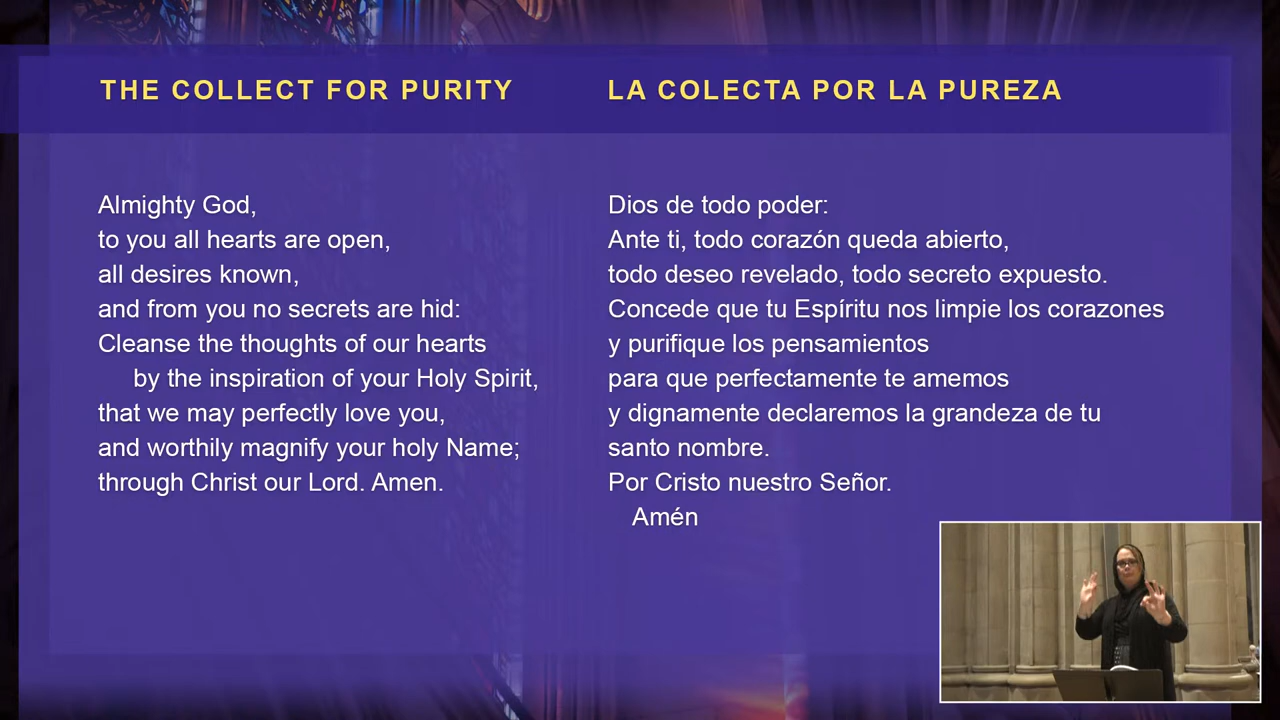 THE COLLECT FOR PURITY
Almighty God,
to you all hearts are open,
all desires known,
and from you no secrets are hid:
Cleanse the thoughts of our hearts
by the inspiration of your Holy Spirit,
that we may perfectly love you,
and worthily magnify your holy Name;
through Christ our Lord. Amen.
LA COLECTA POR LA PUREZA
Dios de todo poder:
Ante ti, todo corazón queda abierto,
todo deseo revelado, todo secreto expuesto.
Concede que tu Espíritu nos limpie los corazones
y purifique los pensamientos
para que perfectamente te amemos
y dignamente declaremos la grandeza de tu
santo nombre.
Por Cristo nuestro Señor.
Amén